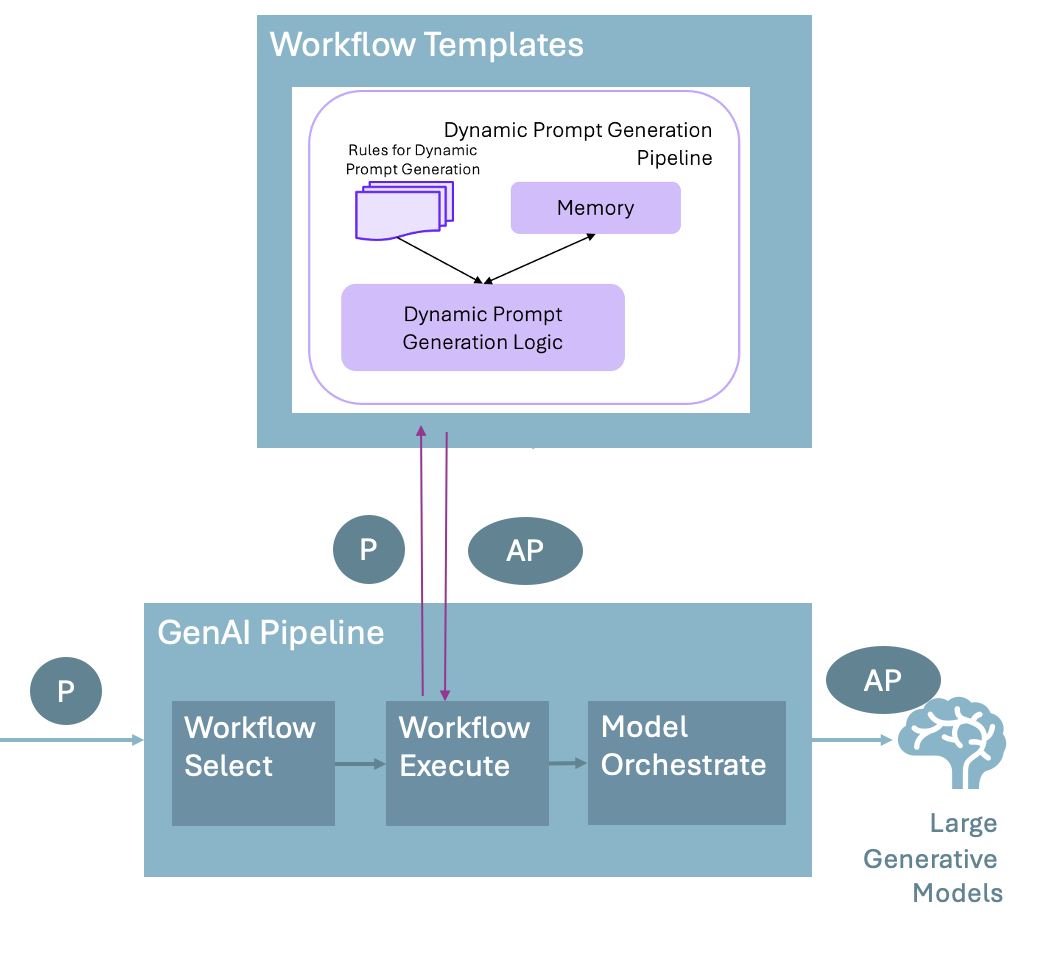 Workflow Templates
Dynamic Prompt Generation
Pipeline
Rules for Dynamic
Prompt Generation
Memory
Dynamic Prompt
Generation Logic
P
AP
GenAI Pipeline
P
AP
Workflow
Select
Workflow
Execute
Model
Orchestrate
Large
Generative
Models